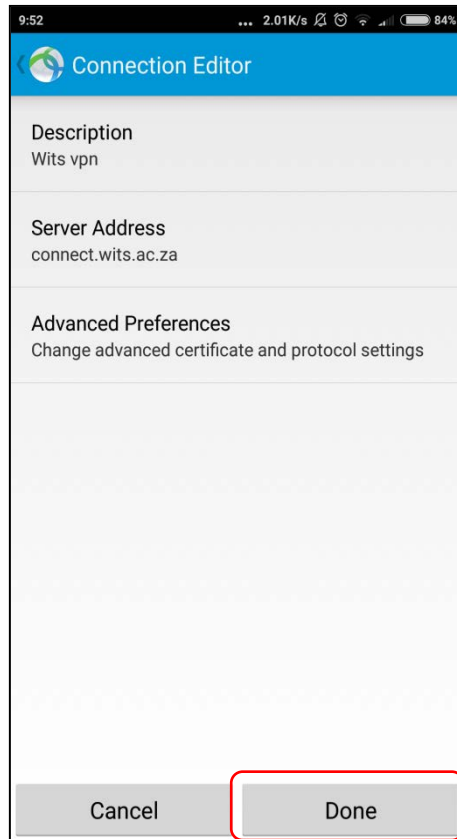 9:52 ... 2.01K/s 84%
Connection Editor
Description
Wits vpn
Server Address
connect.wits.ac.za
Advanced Preferences
Change advanced certificate and protocol settings
Cancel Done